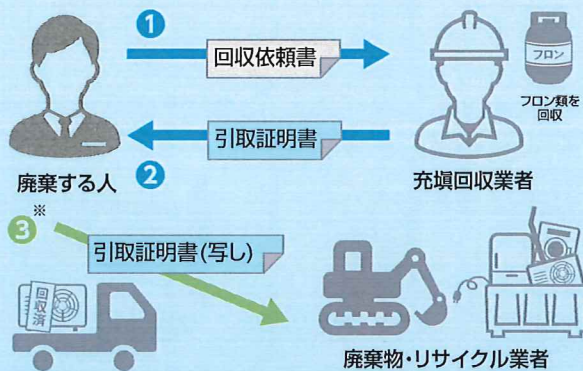 1
回収依頼書
フロン
フロン類を
回収
引取証明書
2
廃棄する人
充塡回収業者
※
3
引取証明書(写し)
回収済
廃棄物・リサイクル業者